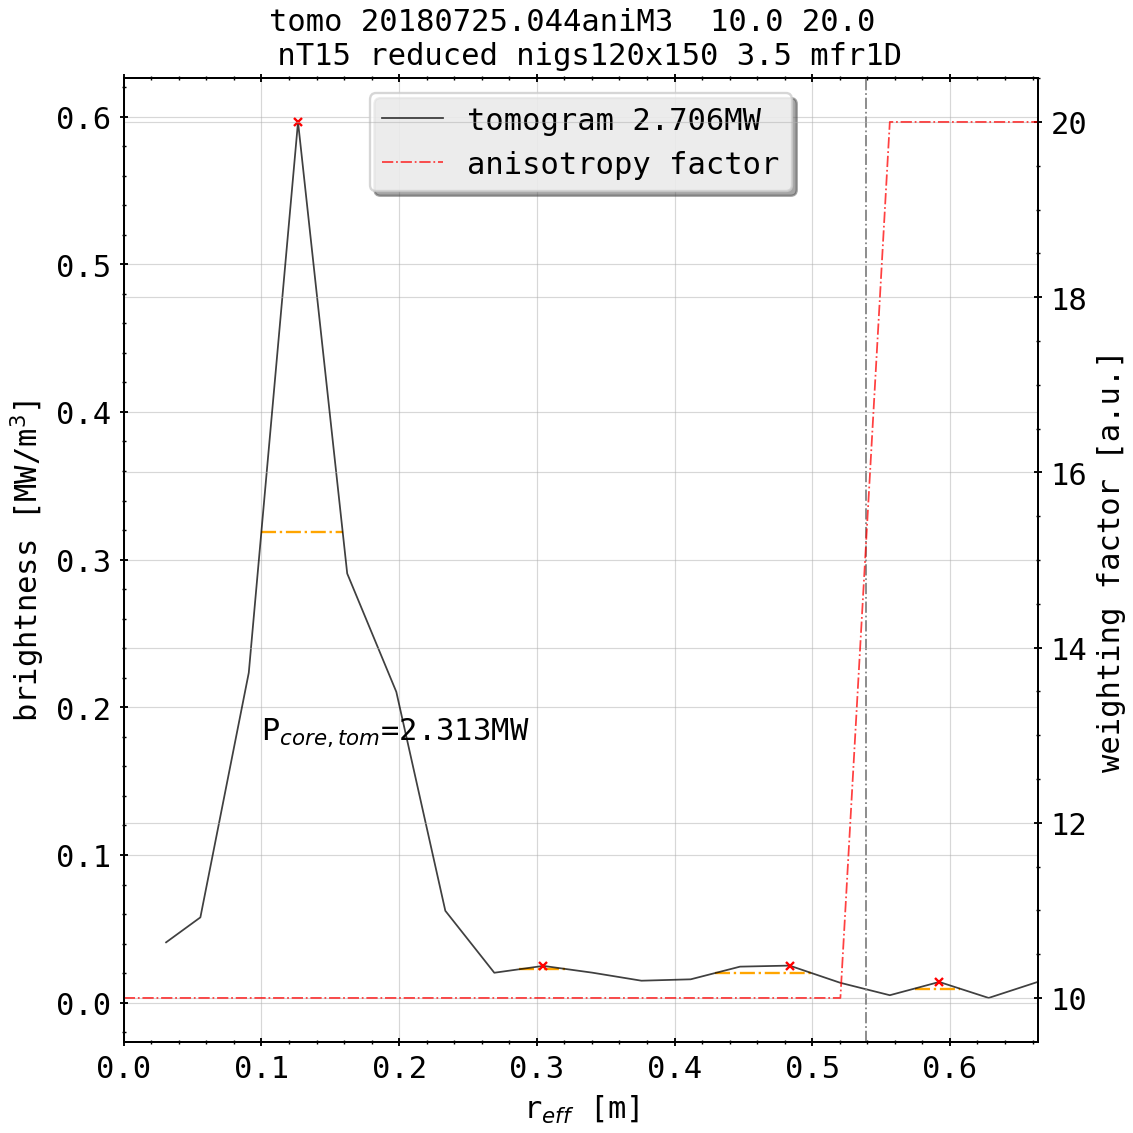 tomo 20180725.044aniM3  10.0 20.0
nT15 reduced nigs120x150 3.5 mfr1D
tomogram 2.706MW
anisotropy factor
brightness [MW/m³]
0.6
0.5
0.4
0.3
0.2
0.1
0.0
P_core,tom=2.313MW
20
18
16
14
12
10
weighting factor [a.u.]
0.0 0.1 0.2 0.3 0.4 0.5 0.6
r_eff [m]